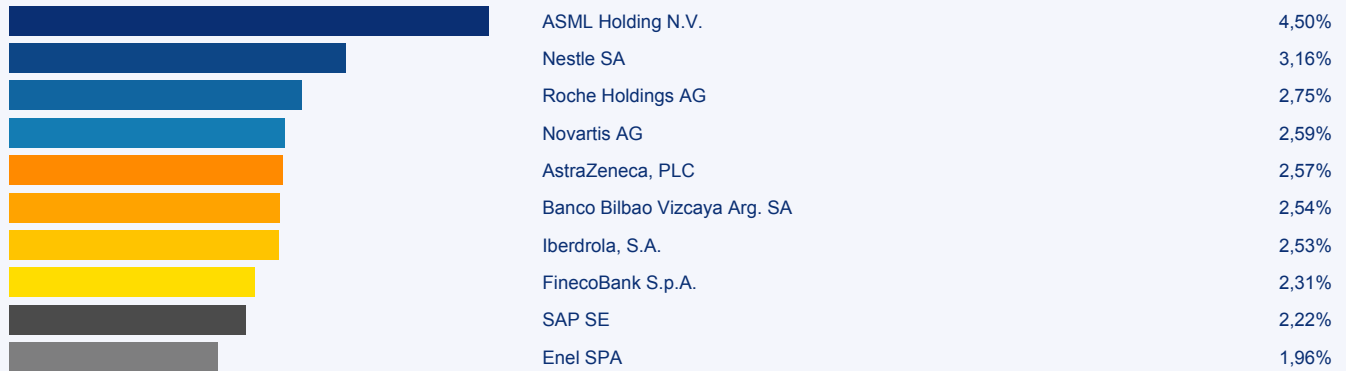 ASML Holding N.V. 4,50%
Nestle SA 3,16%
Roche Holdings AG 2,75%
Novartis AG 2,59%
AstraZeneca, PLC 2,57%
Banco Bilbao Vizcaya Arg. SA 2,54%
Iberdrola, S.A. 2,53%
FinecoBank S.p.A. 2,31%
SAP SE 2,22%
Enel SPA 1,96%